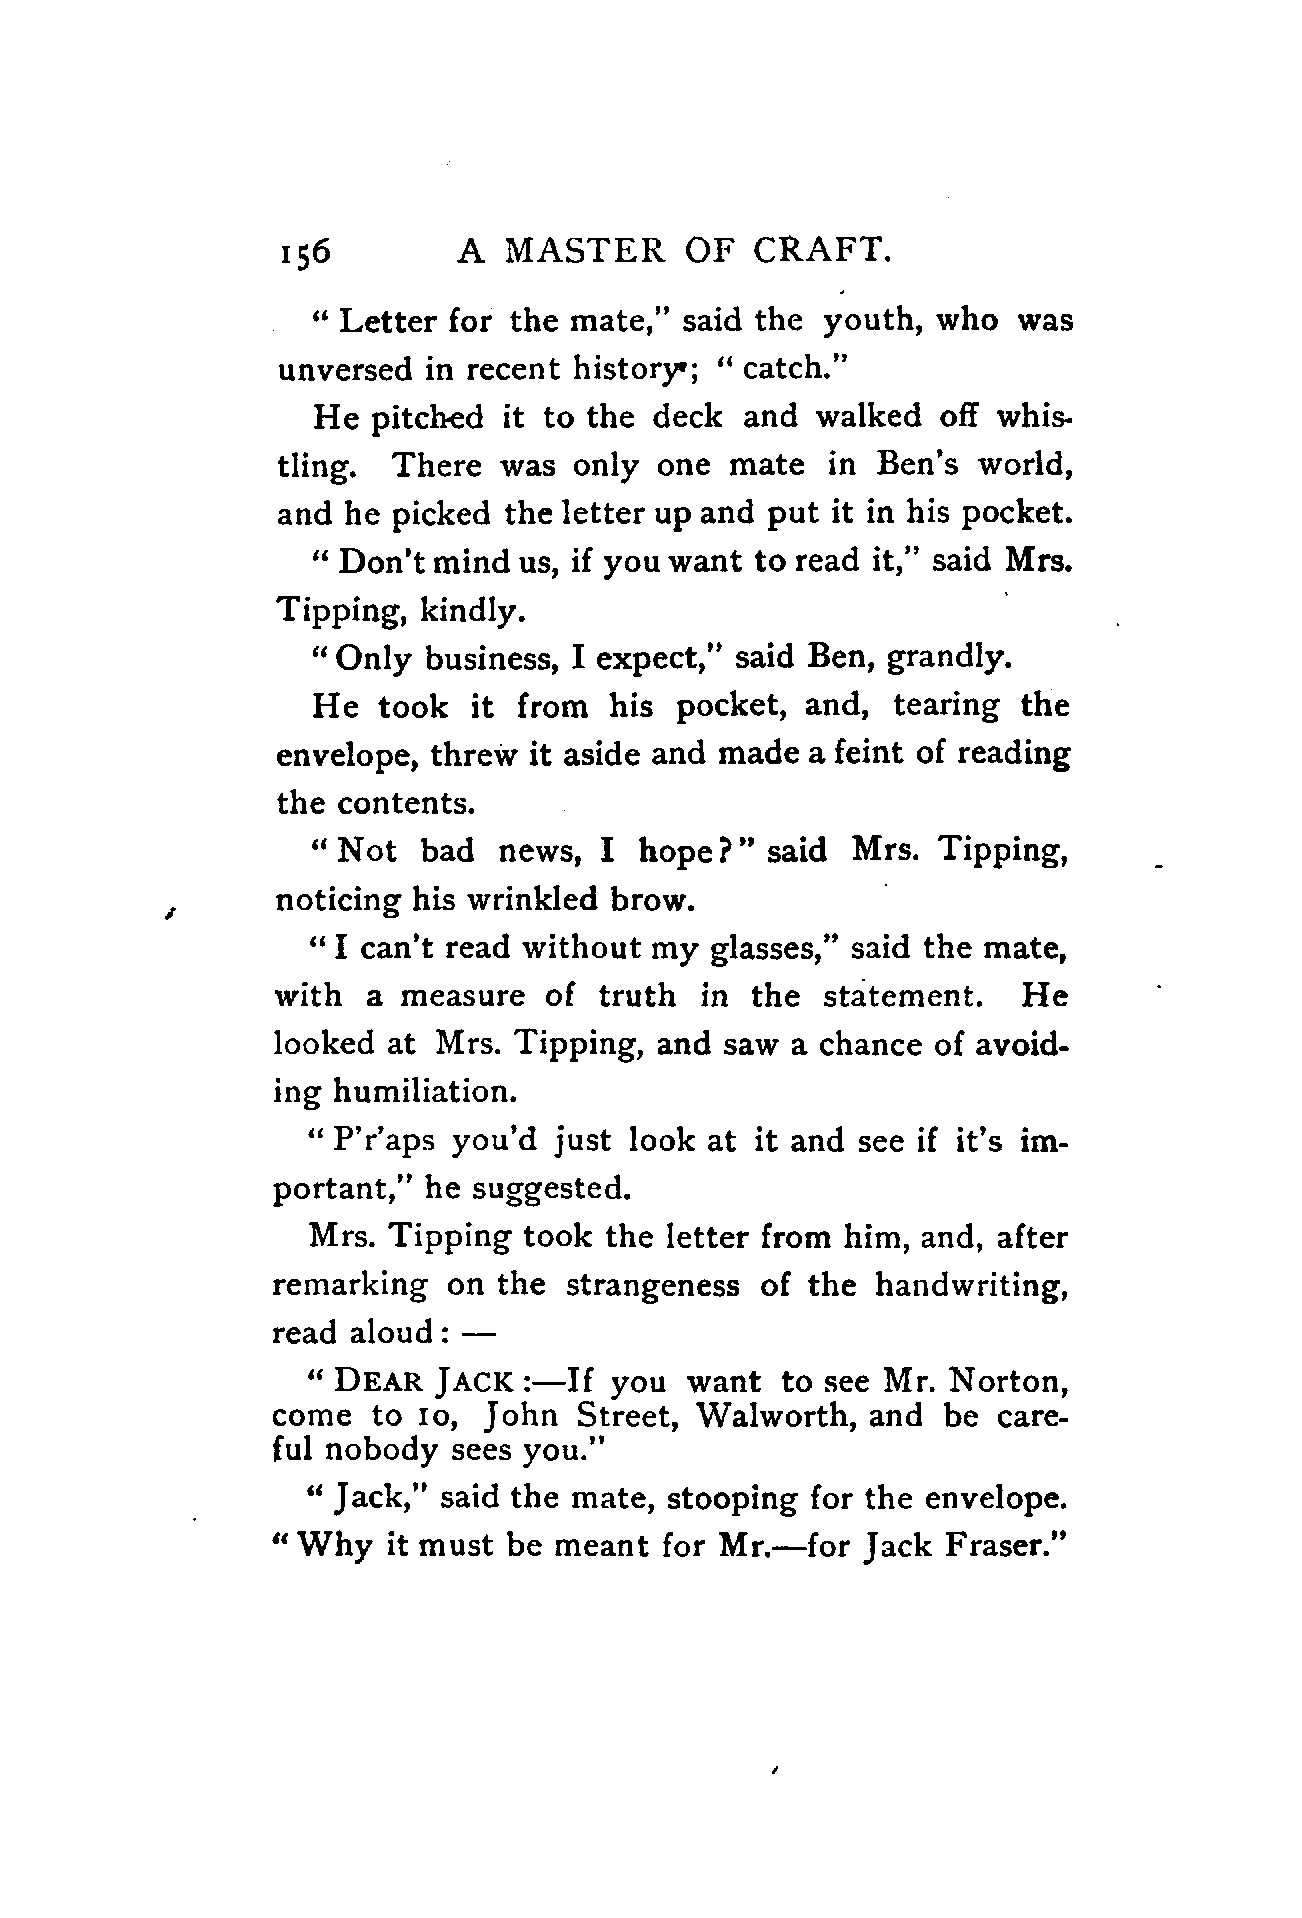 156 A MASTER OF CRAFT.
" Letter for the mate," said the youth, who was
unversed in recent history; " catch."
He pitched it to the deck and walked off whis-
tling. There was only one mate in Ben's world,
and he picked the letter up and put it in his pocket.
" Don't mind us, if you want to read it," said Mrs.
Tipping, kindly.
" Only business, I expect," said Ben, grandly.
He took it from his pocket, and, tearing the
envelope, threw it aside and made a feint of reading
the contents.
" Not bad news, I hope?" said Mrs. Tipping,
noticing his wrinkled brow.
" I can't read without my glasses," said the mate,
with a measure of truth in the statement. He
looked at Mrs. Tipping, and saw a chance of avoid-
ing humiliation.
" P'r'aps you'd just look at it and see if it's im-
portant," he suggested.
Mrs. Tipping took the letter from him, and, after
remarking on the strangeness of the handwriting,
read aloud: —
" DEAR JACK:—If you want to see Mr. Norton,
come to 10, John Street, Walworth, and be care-
ful nobody sees you."
" Jack," said the mate, stooping for the envelope.
" Why it must be meant for Mr.—for Jack Fraser."